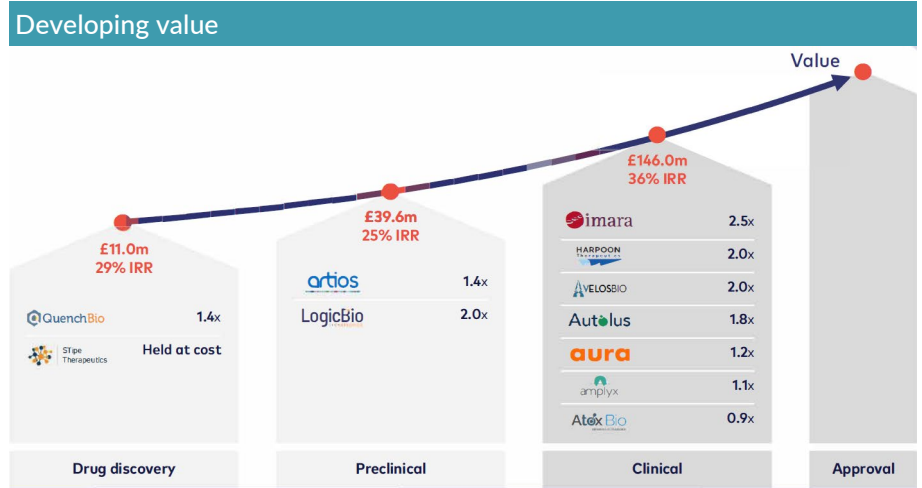 Developing value
Value
£11.0m
29% IRR
QuenchBio 1.4x
STipe
Therapeutics
Held at cost
Drug discovery
£39.6m
25% IRR
artios 1.4x
LogicBio 2.0x
Preclinical
£146.0m
36% IRR
imara 2.5x
HARPOON
Therapeutics
2.0x
AVELOSBIO 2.0x
Autolus 1.8x
aura 1.2x
amplyx 1.1x
Atox Bio 0.9x
Clinical
Approval